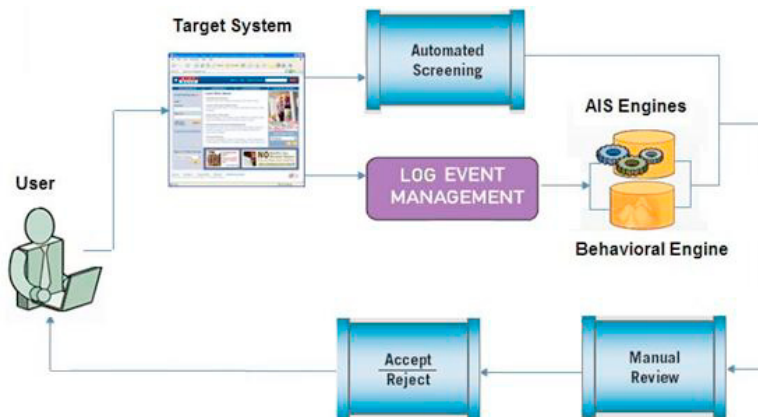 Target System
Automated
Screening
AIS Engines
LOG EVENT
MANAGEMENT
User
Behavioral Engine
Accept
Reject
Manual
Review